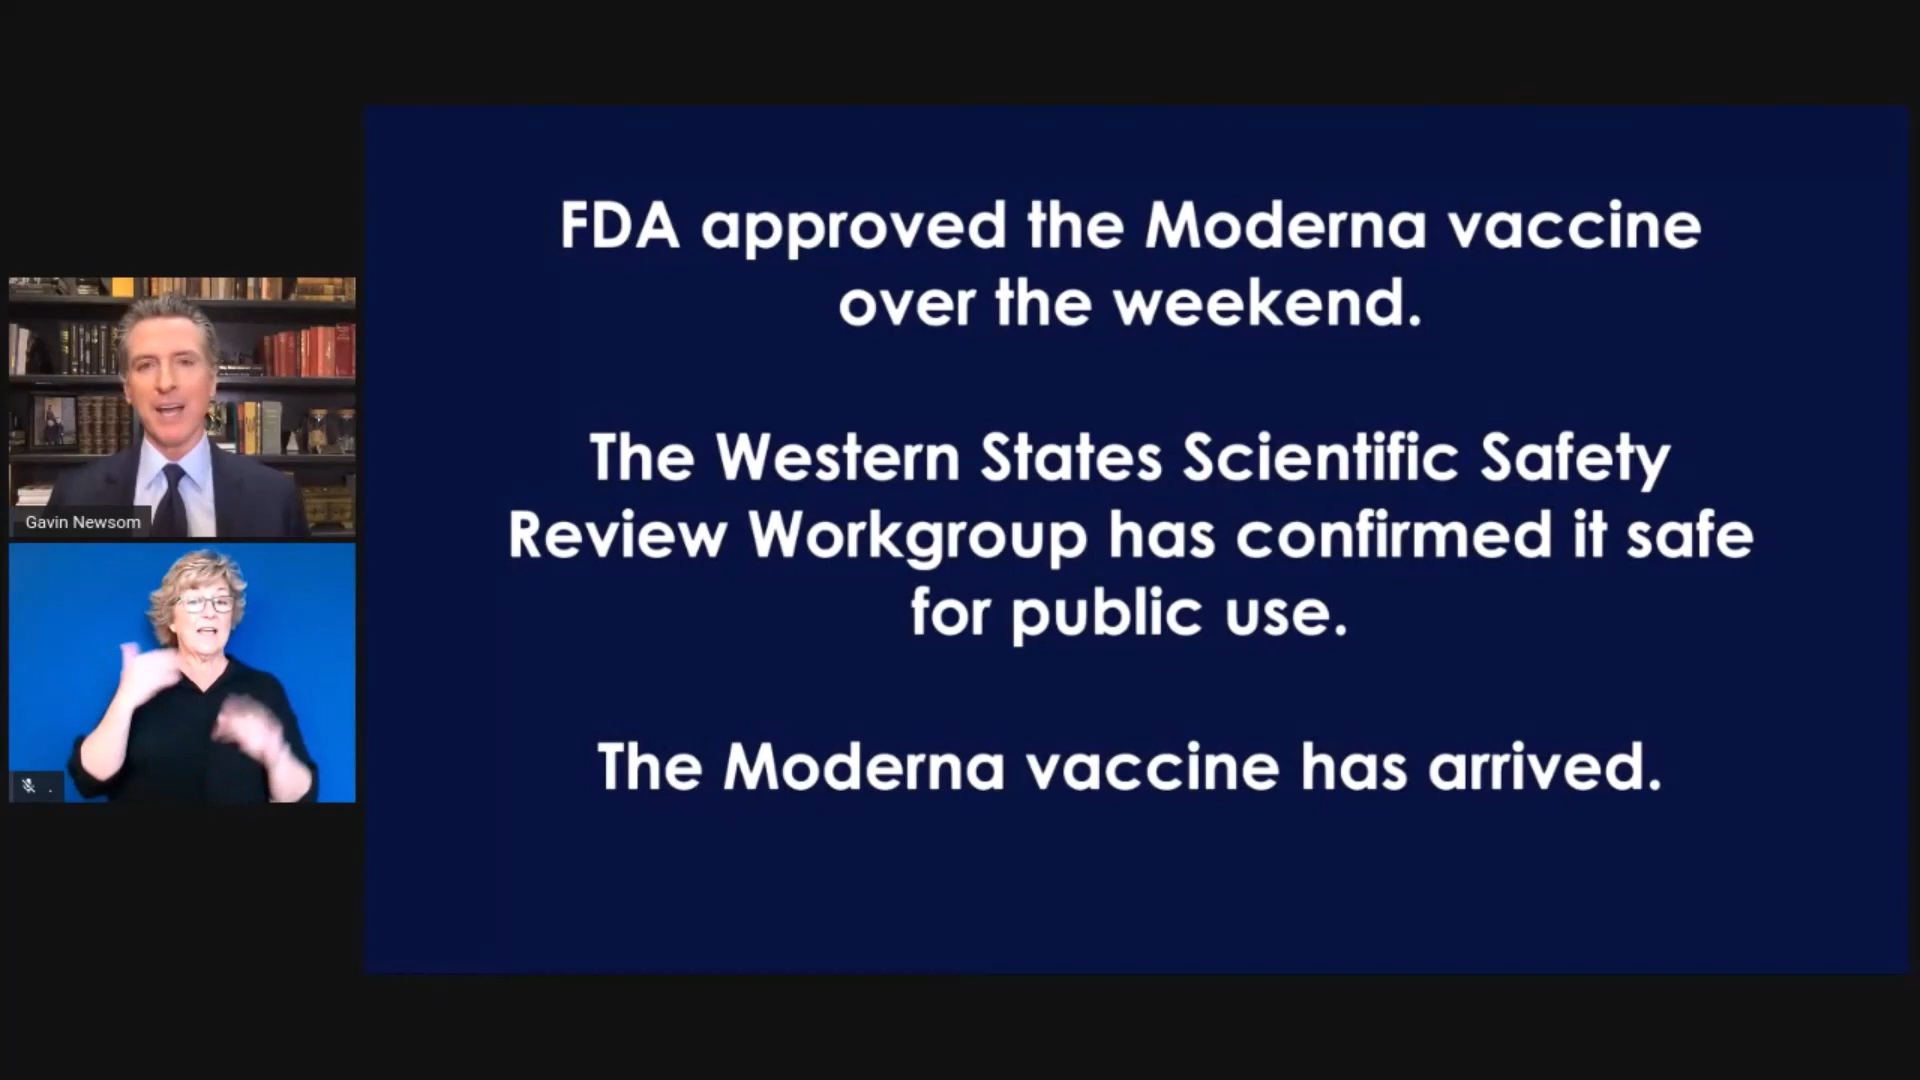 FDA approved the Moderna vaccine
over the weekend.
The Western States Scientific Safety
Review Workgroup has confirmed it safe
for public use.
The Moderna vaccine has arrived.
Gavin Newsom
.